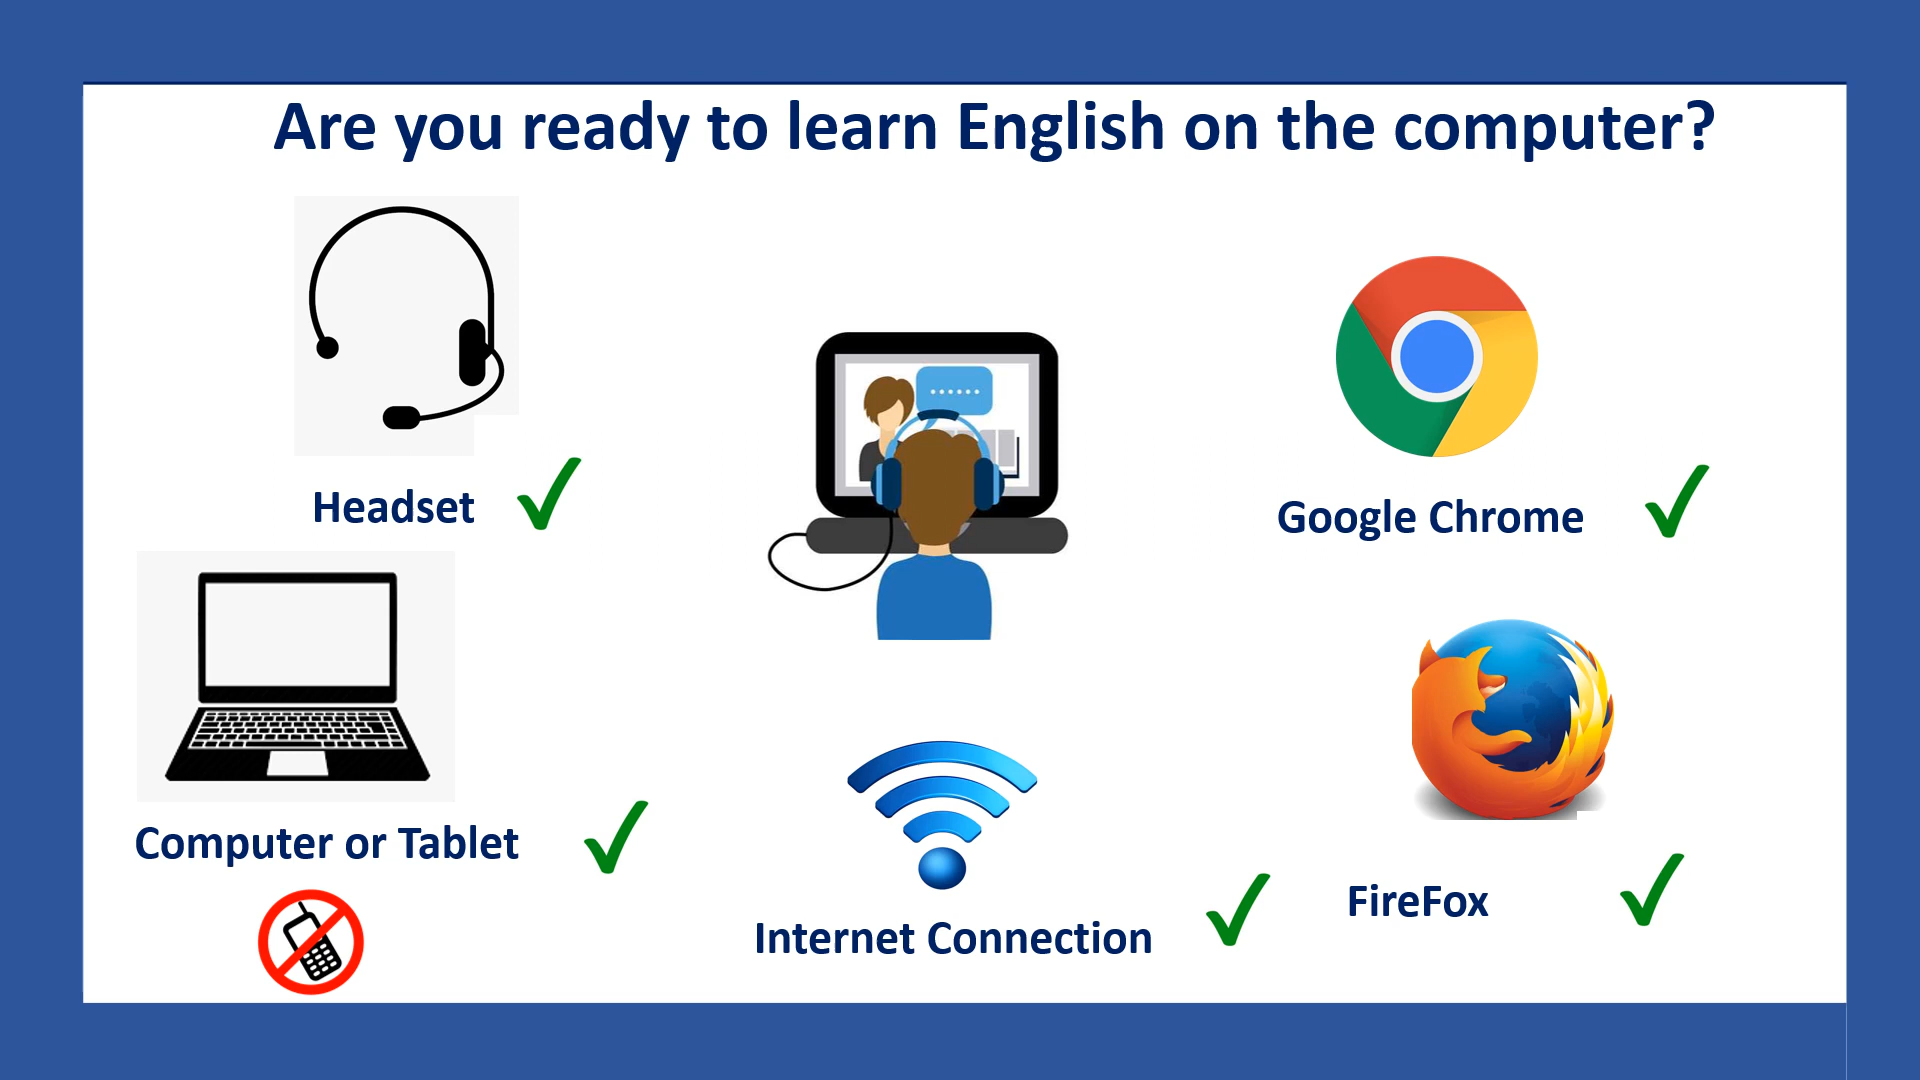 Are you ready to learn English on the computer?
Headset
Google Chrome
Computer or Tablet
FireFox
Internet Connection